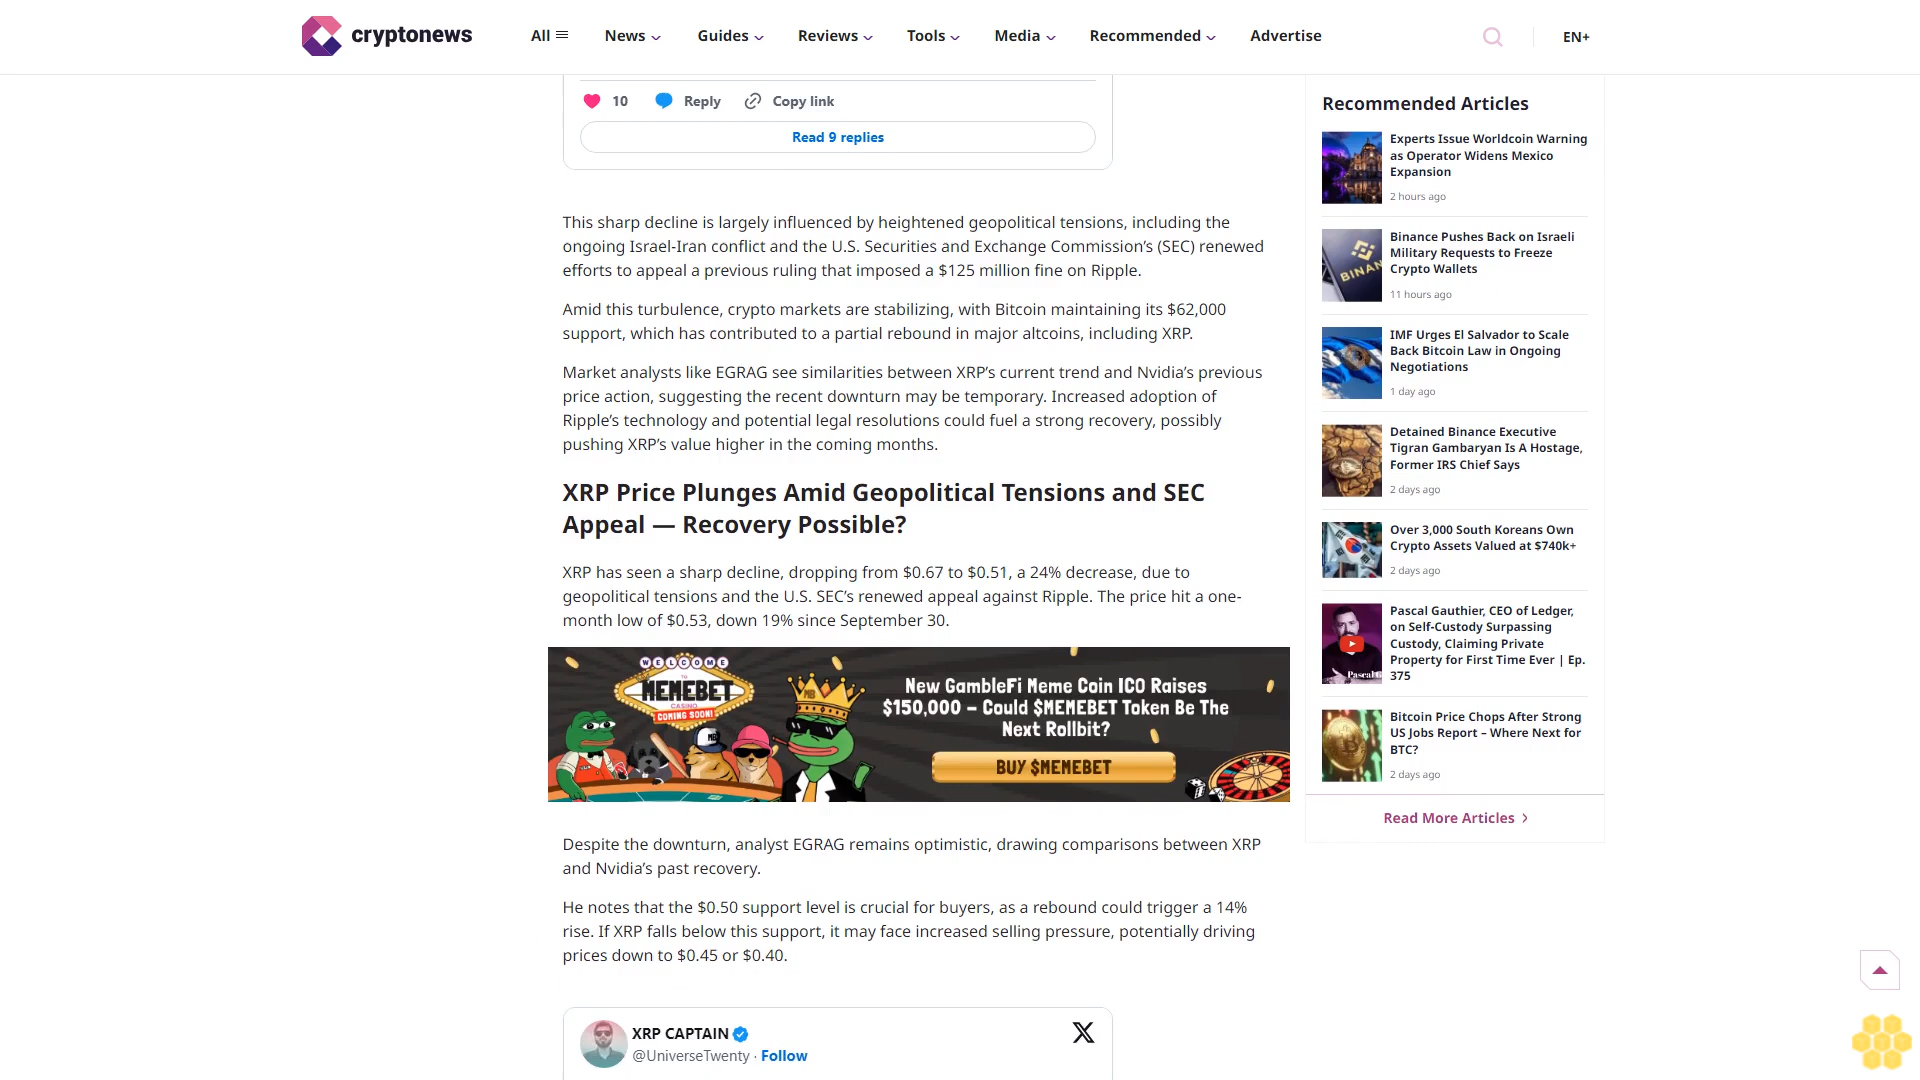 cryptonews
All
News
Guides
Reviews
Tools
Media
Recommended
Advertise
EN+
10
Reply
Copy link
Read 9 replies
This sharp decline is largely influenced by heightened geopolitical tensions, including the
ongoing Israel-Iran conflict and the U.S. Securities and Exchange Commission’s (SEC) renewed
efforts to appeal a previous ruling that imposed a $125 million fine on Ripple.
Amid this turbulence, crypto markets are stabilizing, with Bitcoin maintaining its $62,000
support, which has contributed to a partial rebound in major altcoins, including XRP.
Market analysts like EGRAG see similarities between XRP’s current trend and Nvidia’s previous
price action, suggesting the recent downturn may be temporary. Increased adoption of
Ripple’s technology and potential legal resolutions could fuel a strong recovery, possibly
pushing XRP’s value higher in the coming months.
XRP Price Plunges Amid Geopolitical Tensions and SEC
Appeal — Recovery Possible?
XRP has seen a sharp decline, dropping from $0.67 to $0.51, a 24% decrease, due to
geopolitical tensions and the U.S. SEC’s renewed appeal against Ripple. The price hit a one-
month low of $0.53, down 19% since September 30.
WELCOME
TO
MEMEBET
CASINO
COMING SOON!
MB
MB
New GambleFi Meme Coin ICO Raises
$150,000 – Could $MEMEBET Token Be The
Next Rollbit?
BUY $MEMEBET
Despite the downturn, analyst EGRAG remains optimistic, drawing comparisons between XRP
and Nvidia’s past recovery.
He notes that the $0.50 support level is crucial for buyers, as a rebound could trigger a 14%
rise. If XRP falls below this support, it may face increased selling pressure, potentially driving
prices down to $0.45 or $0.40.
XRP CAPTAIN
@UniverseTwenty · Follow
Recommended Articles
Experts Issue Worldcoin Warning
as Operator Widens Mexico
Expansion
2 hours ago
BINAN
Binance Pushes Back on Israeli
Military Requests to Freeze
Crypto Wallets
11 hours ago
IMF Urges El Salvador to Scale
Back Bitcoin Law in Ongoing
Negotiations
1 day ago
Detained Binance Executive
Tigran Gambaryan Is A Hostage,
Former IRS Chief Says
2 days ago
Over 3,000 South Koreans Own
Crypto Assets Valued at $740k+
2 days ago
Pascal G
Pascal Gauthier, CEO of Ledger,
on Self-Custody Surpassing
Custody, Claiming Private
Property for First Time Ever | Ep.
375
Bitcoin Price Chops After Strong
US Jobs Report – Where Next for
BTC?
2 days ago
Read More Articles